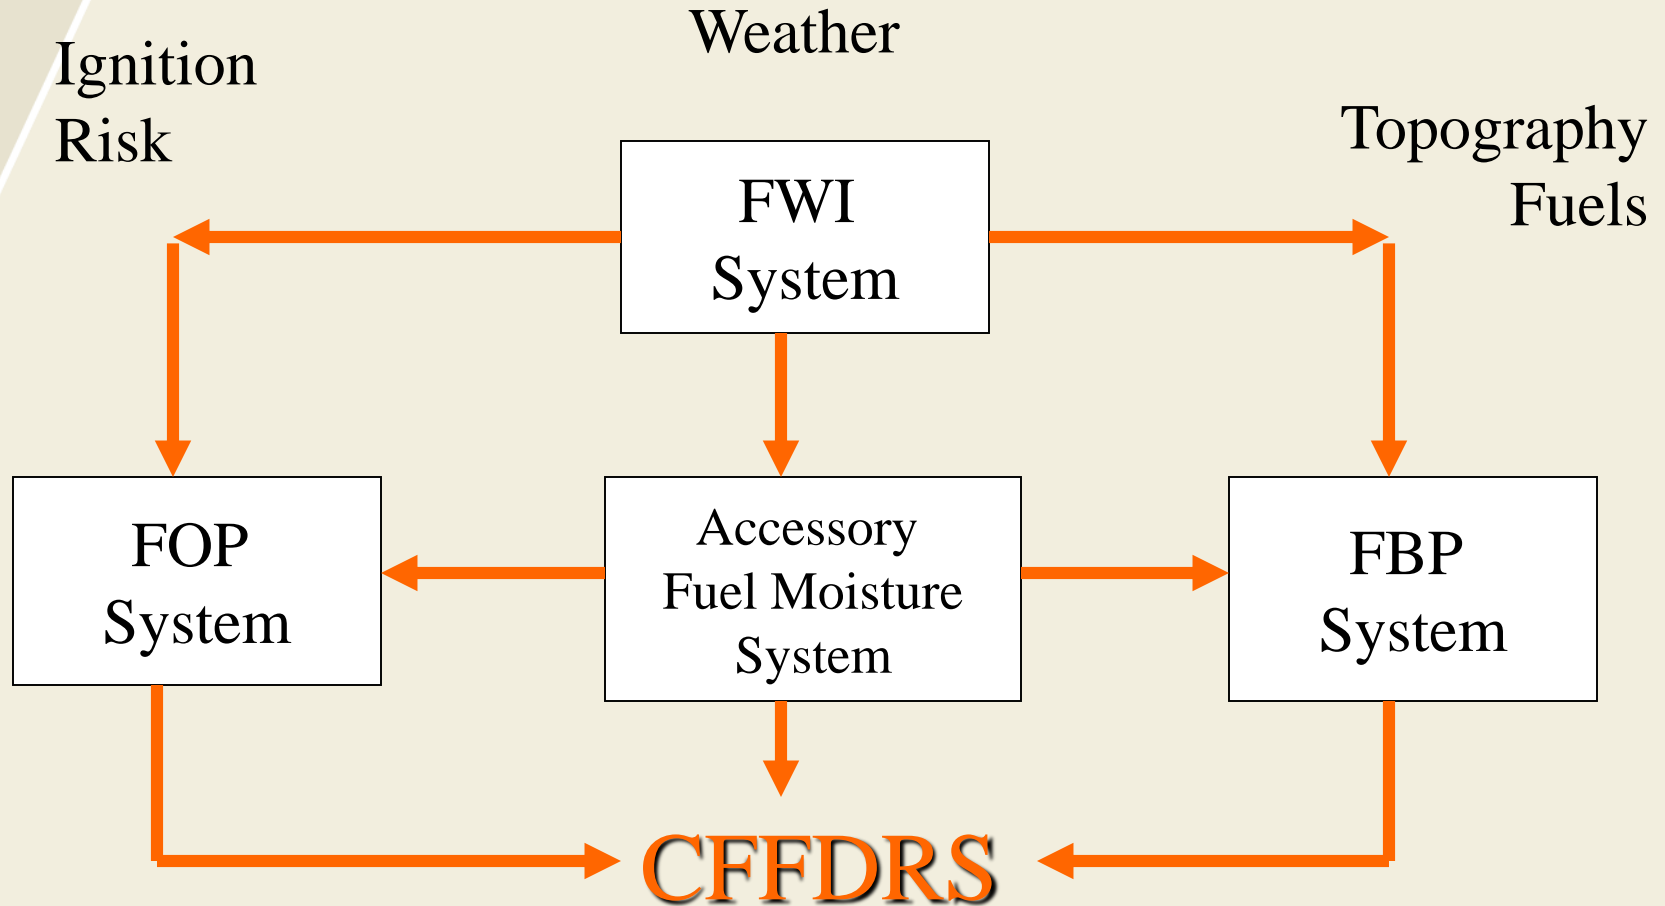 Weather
Ignition
Risk
Topography
Fuels
FWI
System
FOP
System
Accessory
Fuel Moisture
System
FBP
System
CFFDRS